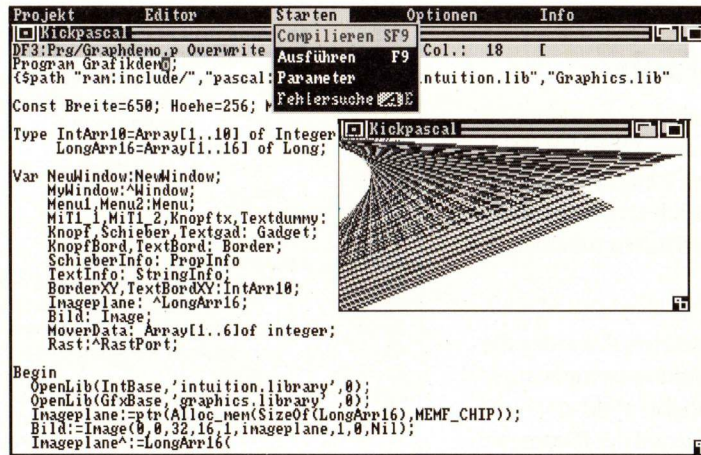 Projekt Editor Starten Optionen Info
Kickpascal
Compilieren SF9
Ausführen F9
Parameter
Fehlersuche E
DF3:Prg/Graphdemo.p Overwrite Col.: 18 [
Program Grafikdemo;
{$path "ram:include/","pascal: intuition.lib","Graphics.lib"
Const Breite=650; Hoehe=256;
Type IntArr10=Array[1..10] of Integer
LongArr16=Array[1..16] of Long;
Kickpascal
Var NeuWindow:NewWindow;
MyWindow:^Window;
Menu1,Menu2:Menu;
MiT1_1,MiT1_2,Knopftx,Textdummy:
Knopf,Schieber,Textgad: Gadget;
KnopfBord,TextBord: Border;
SchieberInfo: PropInfo
TextInfo: StringInfo;
BorderXY,TextBordXY:IntArr10;
Imageplane: ^LongArr16;
Bild: Image;
MoverData: Array[1..6]of integer;
Rast:^RastPort;
Begin
OpenLib(IntBase,'intuition.library',0);
OpenLib(GfxBase,'graphics.library' ,0);
Imageplane:=ptr(Alloc_mem(SizeOf(LongArr16),MEMF_CHIP));
Bild:=Image(0,0,32,16,1,imageplane,1,0,Nil);
Imageplane^:=LongArr16(